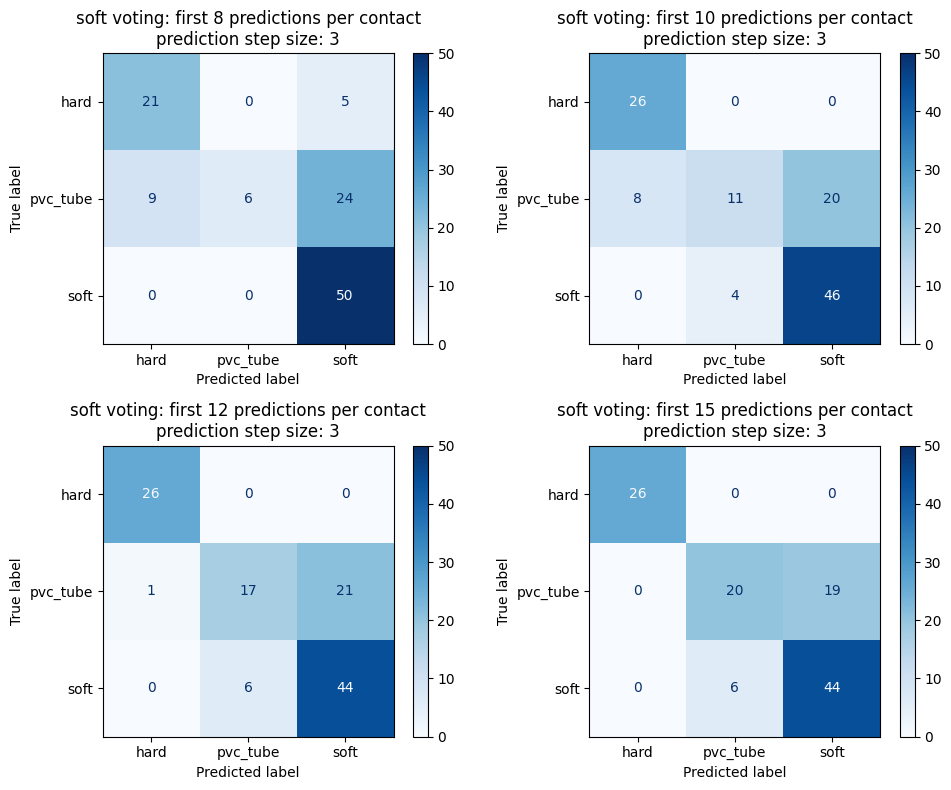 soft voting: first 8 predictions per contact
prediction step size: 3
True label
hard
pvc_tube
soft
21 0 5
9 6 24
0 0 50
hard pvc_tube soft
Predicted label
50
40
30
20
10
0
soft voting: first 10 predictions per contact
prediction step size: 3
True label
hard
pvc_tube
soft
26 0 0
8 11 20
0 4 46
hard pvc_tube soft
Predicted label
50
40
30
20
10
0
soft voting: first 12 predictions per contact
prediction step size: 3
True label
hard
pvc_tube
soft
26 0 0
1 17 21
0 6 44
hard pvc_tube soft
Predicted label
50
40
30
20
10
0
soft voting: first 15 predictions per contact
prediction step size: 3
True label
hard
pvc_tube
soft
26 0 0
0 20 19
0 6 44
hard pvc_tube soft
Predicted label
50
40
30
20
10
0